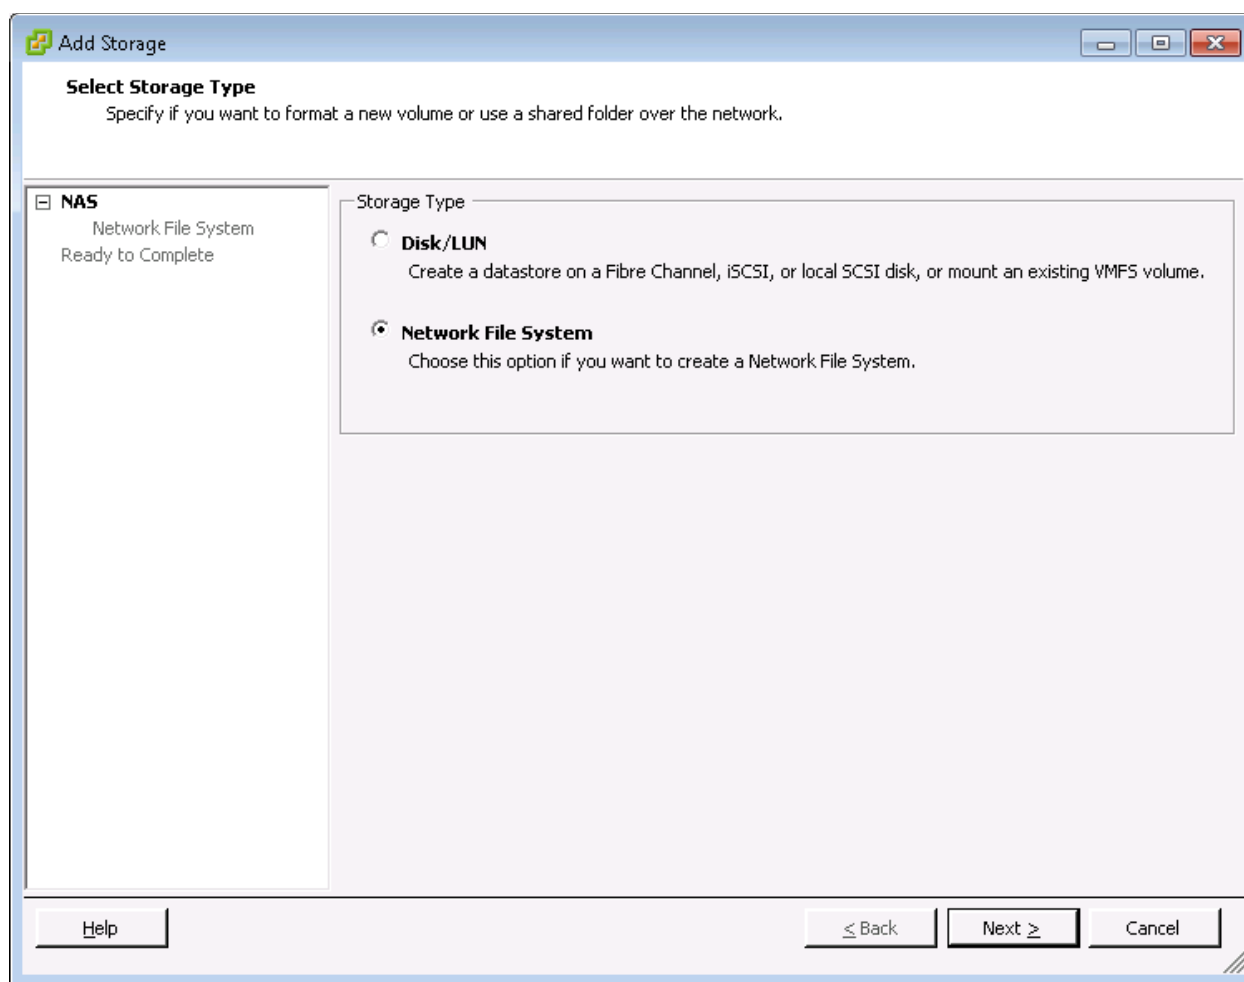 Add Storage
Select Storage Type
Specify if you want to format a new volume or use a shared folder over the network.
NAS
Network File System
Ready to Complete
Storage Type
Disk/LUN
Create a datastore on a Fibre Channel, iSCSI, or local SCSI disk, or mount an existing VMFS volume.
Network File System
Choose this option if you want to create a Network File System.
Help
< Back
Next >
Cancel